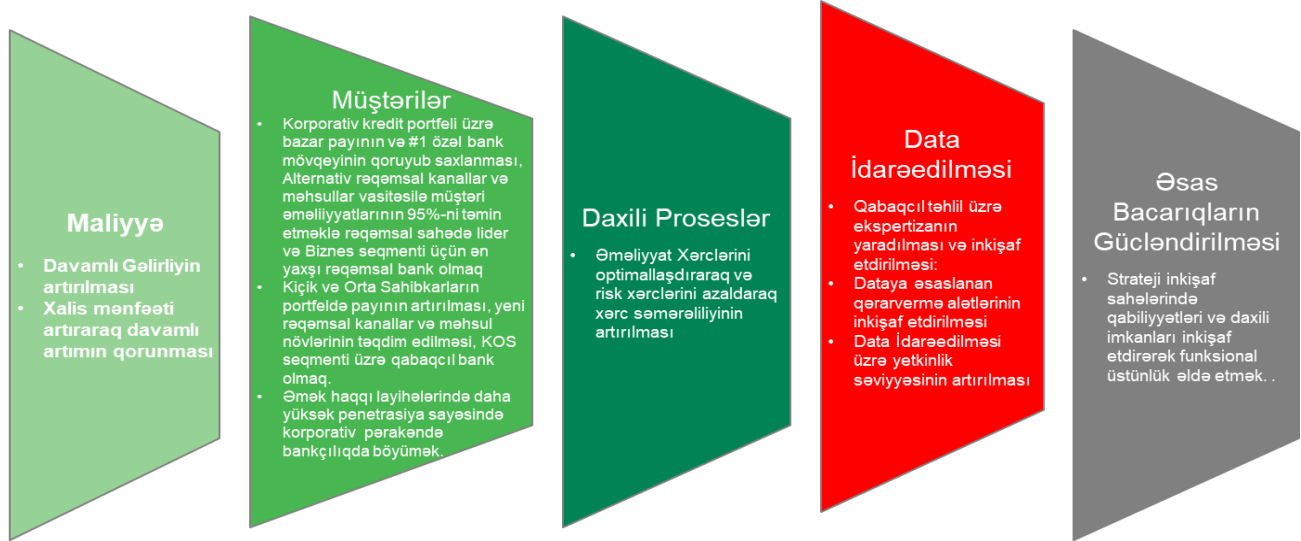 Maliyyə
• Davamlı Gəlirliyin
artırılması
• Xalis mənfəəti
artıraraq davamlı
artımın qorunması
Müştərilər
• Korporativ kredit portfeli üzrə
bazar payının və #1 özəl bank
mövqeyinin qoruyub saxlanması,
Alternativ rəqəmsal kanallar və
məhsullar vasitəsilə müştəri
əməliiyyatlarının 95%-ni təmin
etməklə rəqəmsal sahədə lider
və Biznes seqmenti üçün ən
yaxşı rəqəmsal bank olmaq
• Kiçik və Orta Sahibkarların
portfeldə payının artırılması, yeni
rəqəmsal kanallar və məhsul
növlərinin təqdim edilməsi, KOS
seqmenti üzrə qabaqcıl bank
olmaq.
• Əmək haqqı layihələrində daha
yüksək penetrasiya sayəsində
korporativ pərakəndə
bankçılıqda böyümək.
Daxili Proseslər
• Əməliyyat Xərclərini
optimallaşdıraraq və
risk xərclərini azaldaraq
xərc səmərəliliyinin
artırılması
Data
İdarəedilməsi
• Qabaqcıl təhlil üzrə
ekspertizanın
yaradılması və inkişaf
etdirilməsi:
• Dataya əsaslanan
qərarvermə alətlərinin
inkişaf etdirilməsi
• Data İdarəedilməsi
üzrə yetkinlik
səviyyəsinin artırılması
Əsas
Bacarıqların
Gücləndirilməsi
• Strateji inkişaf
sahələrində
qabiliyyətləri və daxili
imkanları inkişaf
etdirərək funksional
üstünlük əldə etmək. .